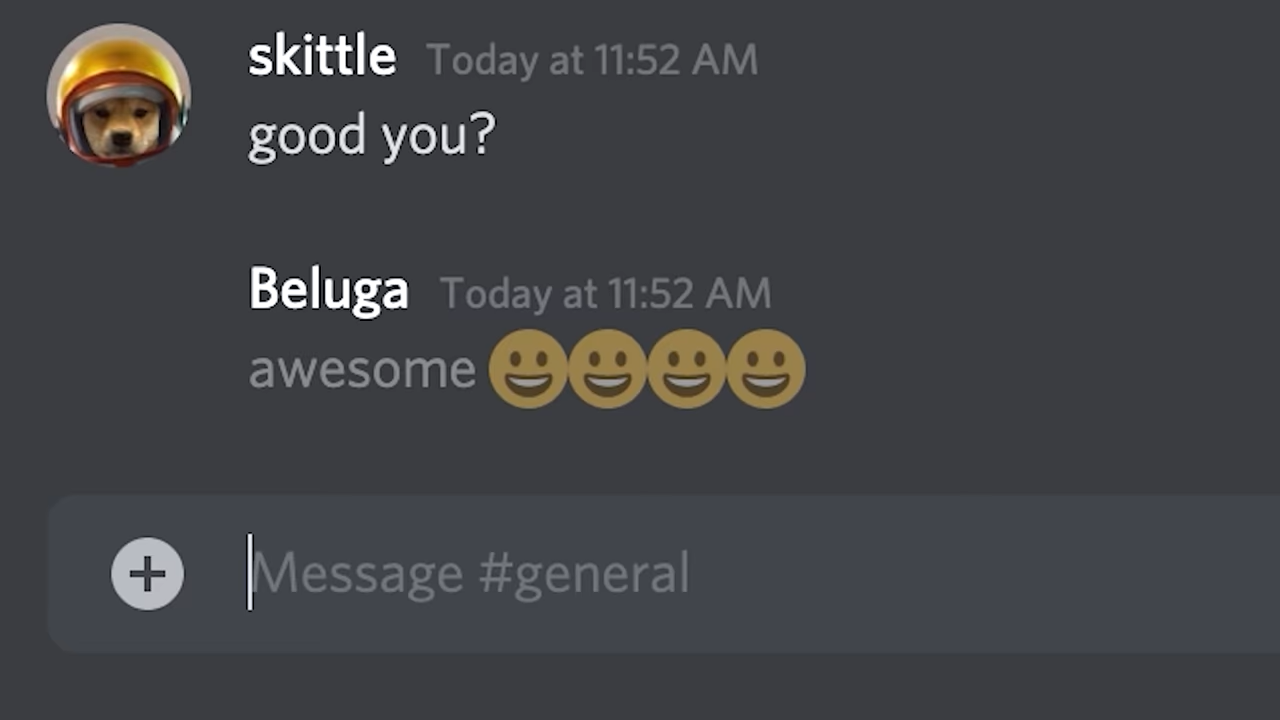 skittle Today at 11:52 AM
good you?
Beluga Today at 11:52 AM
awesome 😀😀😀😀
Message #general